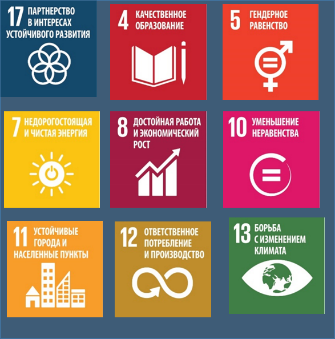 17 ПАРТНЕРСТВО
В ИНТЕРЕСАХ
УСТОЙЧИВОГО РАЗВИТИЯ
4 КАЧЕСТВЕННОЕ
ОБРАЗОВАНИЕ
5 ГЕНДЕРНОЕ
РАВЕНСТВО
7 НЕДОРОГОСТОЯЩАЯ
И ЧИСТАЯ ЭНЕРГИЯ
8 ДОСТОЙНАЯ РАБОТА
И ЭКОНОМИЧЕСКИЙ
РОСТ
10 УМЕНЬШЕНИЕ
НЕРАВЕНСТВА
11 УСТОЙЧИВЫЕ
ГОРОДА И
НАСЕЛЕННЫЕ ПУНКТЫ
12 ОТВЕТСТВЕННОЕ
ПОТРЕБЛЕНИЕ
И ПРОИЗВОДСТВО
13 БОРЬБА
С ИЗМЕНЕНИЕМ
КЛИМАТА